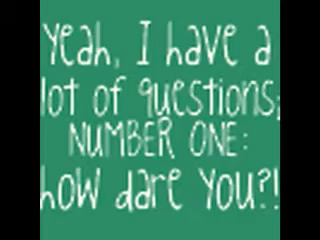 Yeah, I have a
lot of questions;
NUMBER ONE:
how dare YOU?!